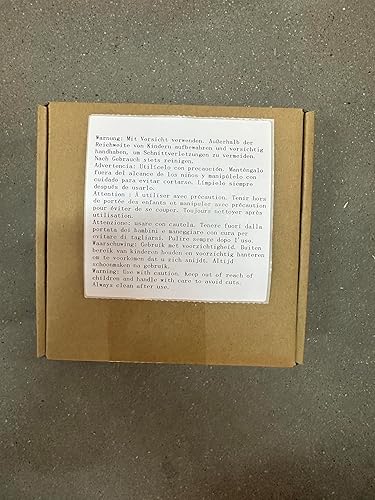 Warnung: Mit Vorsicht verwenden. Außerhalb der
Reichweite von Kindern aufbewahren und vorsichtig
handhaben, um Schnittverletzungen zu vermeiden.
Nach Gebrauch stets reinigen.
Advertencia: Utilícelo con precaución. Manténgalo
fuera del alcance de los niños y manipúlelo con
cuidado para evitar cortarse. Límpielo siempre
después de usarlo.
Attention : À utiliser avec précaution. Tenir hors
de portée des enfants et manipuler avec précaution
pour éviter de se couper. Toujours nettoyer après
utilisation.
Attenzione: usare con cautela. Tenere fuori dalla
portata dei bambini e maneggiare con cura per
evitare di tagliarsi. Pulire sempre dopo l'uso.
Waarschuwing: Gebruik met voorzichtigheid. Buiten
bereik van kinderen houden en voorzichtig hanteren
om te voorkomen dat u zich snijdt. Altijd
schoonmaken na gebruik.
Warning: Use with caution. Keep out of reach of
children and handle with care to avoid cuts.
Always clean after use.